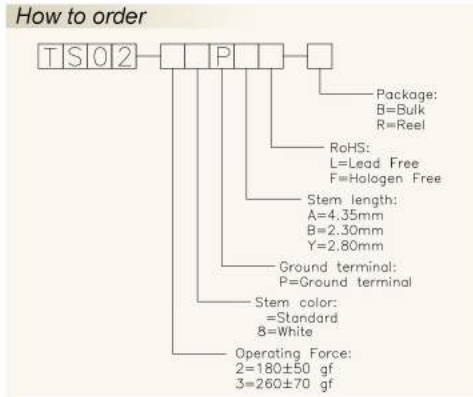 How to order
TS02- P -
Package:
B=Bulk
R=Reel
RoHS:
L=Lead Free
F=Hologen Free
Stem length:
A=4.35mm
B=2.30mm
Y=2.80mm
Ground terminal:
P=Ground terminal
Stem color:
=Standard
8=White
Operating Force:
2=180±50 gf
3=260±70 gf